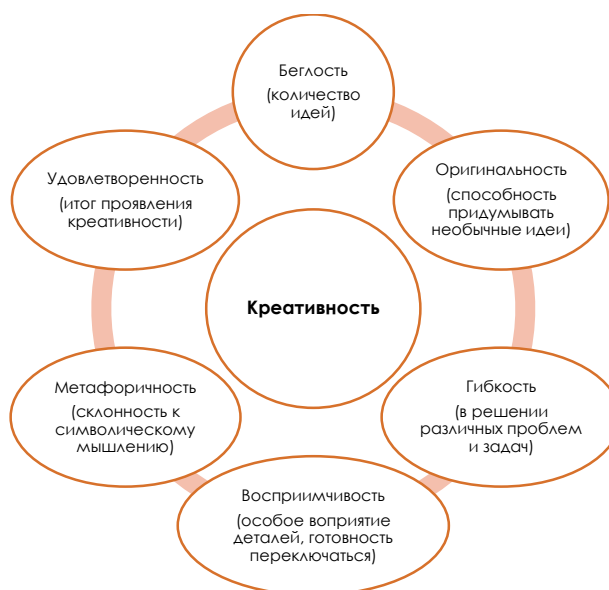 Беглость
(количество
идей)
Оригинальность
(способность
придумывать
необычные идеи)
Гибкость
(в решении
различных проблем
и задач)
Восприимчивость
(особое воприятие
деталей, готовность
переключаться)
Метафоричность
(склонность к
символическому
мышлению)
Удовлетворенность
(итог проявления
креативности)
Креативность